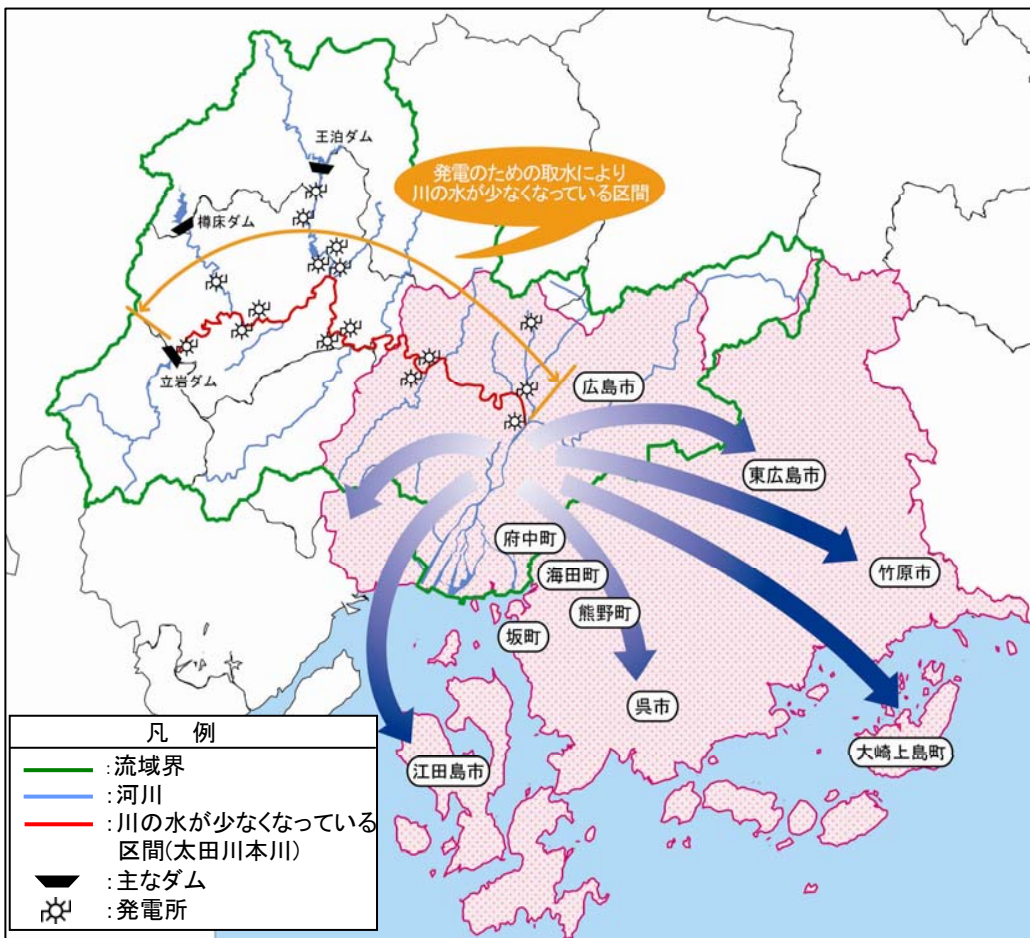 王泊ダム
発電のための取水により
川の水が少なくなっている区間
樽床ダム
立岩ダム
広島市
東広島市
府中町
竹原市
海田町
熊野町
坂町
呉市
大崎上島町
江田島市
凡 例
:流域界
:河川
:川の水が少なくなっている
区間(太田川本川)
:主なダム
:発電所